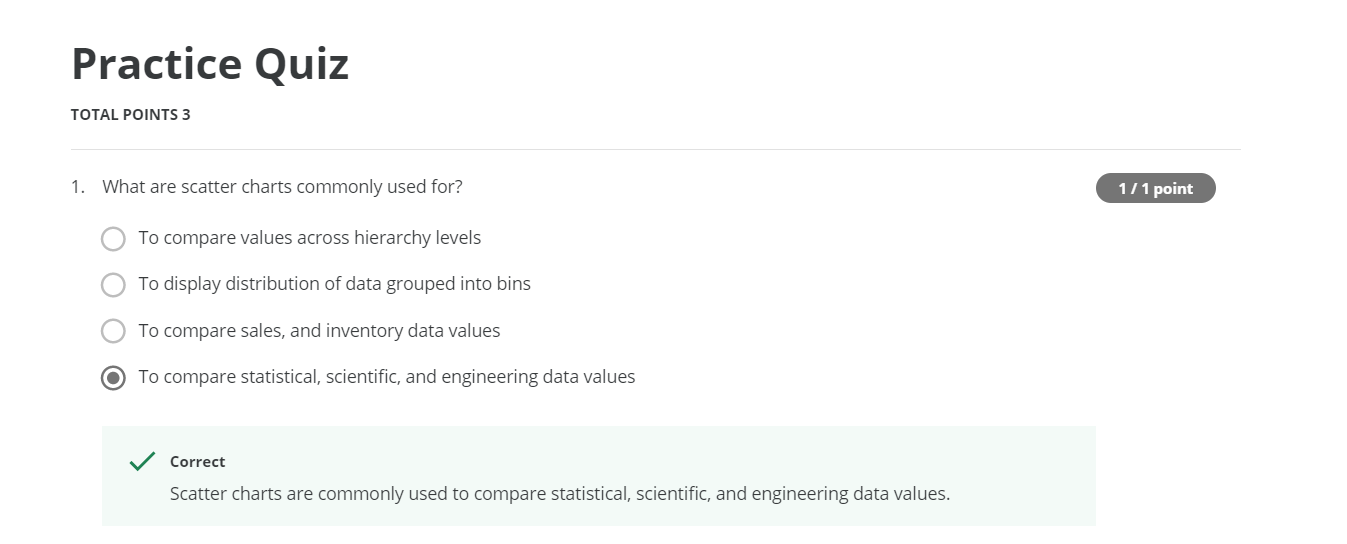 Practice Quiz
TOTAL POINTS 3
1. What are scatter charts commonly used for?
1 / 1 point
To compare values across hierarchy levels
To display distribution of data grouped into bins
To compare sales, and inventory data values
To compare statistical, scientific, and engineering data values
Correct
Scatter charts are commonly used to compare statistical, scientific, and engineering data values.